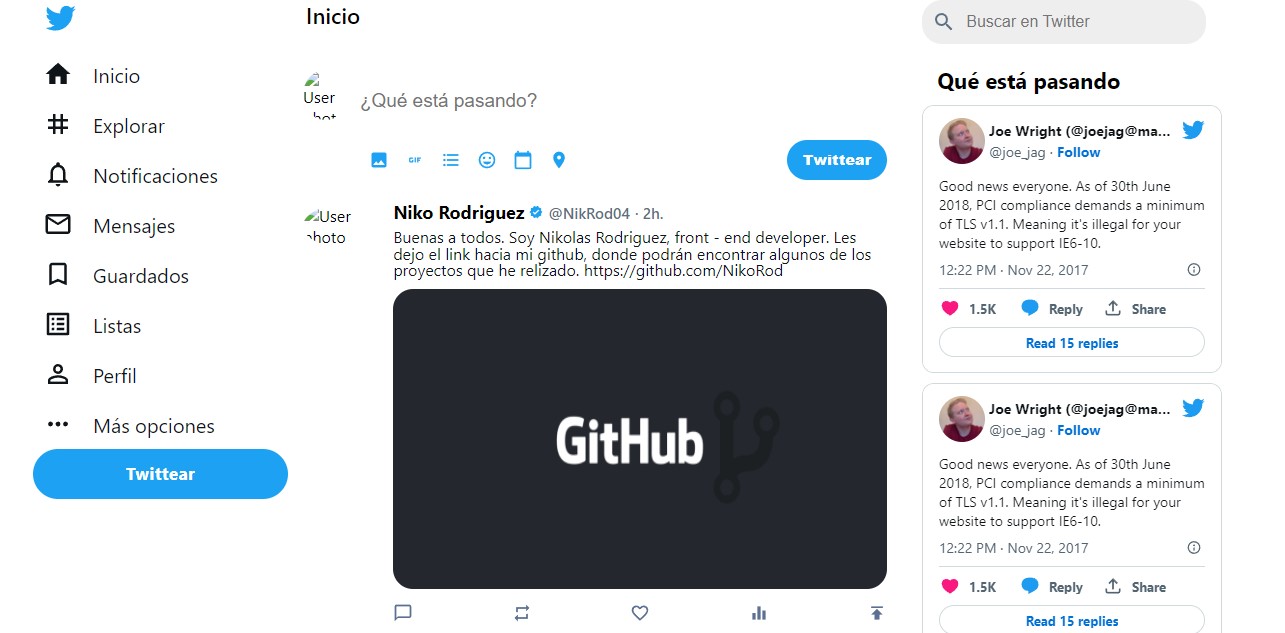 Inicio
Explorar
Notificaciones
Mensajes
Guardados
Listas
Perfil
Más opciones
Twittear
Inicio
User
¿Qué está pasando?
GIF
Twittear
User
photo
Niko Rodriguez @NikRod04 · 2h.
Buenas a todos. Soy Nikolas Rodriguez, front - end developer. Les
dejo el link hacia mi github, donde podrán encontrar algunos de los
proyectos que he relizado. https://github.com/NikoRod
GitHub
Buscar en Twitter
Qué está pasando
Joe Wright (@joejag@ma...
@joe_jag · Follow
Good news everyone. As of 30th June
2018, PCI compliance demands a minimum
of TLS v1.1. Meaning it's illegal for your
website to support IE6-10.
12:22 PM · Nov 22, 2017
1.5K Reply Share
Read 15 replies
Joe Wright (@joejag@ma...
@joe_jag · Follow
Good news everyone. As of 30th June
2018, PCI compliance demands a minimum
of TLS v1.1. Meaning it's illegal for your
website to support IE6-10.
12:22 PM · Nov 22, 2017
1.5K Reply Share
Read 15 replies